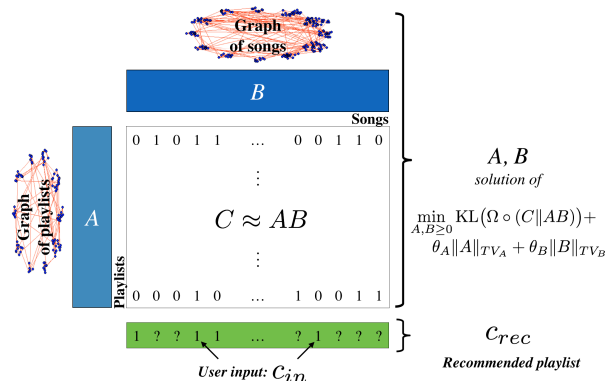 Graph
of songs
B
Songs
0 1 0 1 1 ... 0 0 1 1 0
⋮
Graph
of playlists
A
Playlists
C ≈ AB
⋮
0 0 0 1 0 ... 1 0 0 1 1
1 ? ? 1 1 ... ? 1 ? ? ?
User input: c_in
A, B
solution of
min_{A,B≥0} KL(Ω ∘ (C‖AB)) +
θ_A‖A‖_{TV_A} + θ_B‖B‖_{TV_B}
c_rec
Recommended playlist